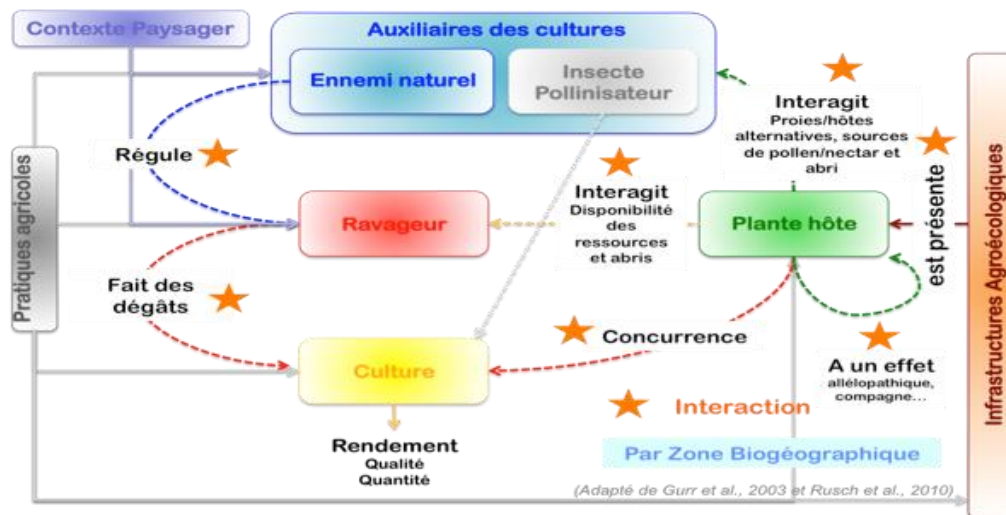 Contexte Paysager
Auxiliaires des cultures
Ennemi naturel
Insecte
Pollinisateur
Interagit
Proies/hôtes
alternatives, sources
de pollen/nectar et
abri
Régule
Interagit
Disponibilité
des
ressources
et abris
Ravageur
Plante hôte
est présente
Pratiques agricoles
Infrastructures Agroécologiques
Fait des
dégâts
Concurrence
Culture
A un effet
allélopathique,
compagne...
Interaction
Rendement
Qualité
Quantité
Par Zone Biogéographique
(Adapté de Gurr et al., 2003 et Rusch et al., 2010)